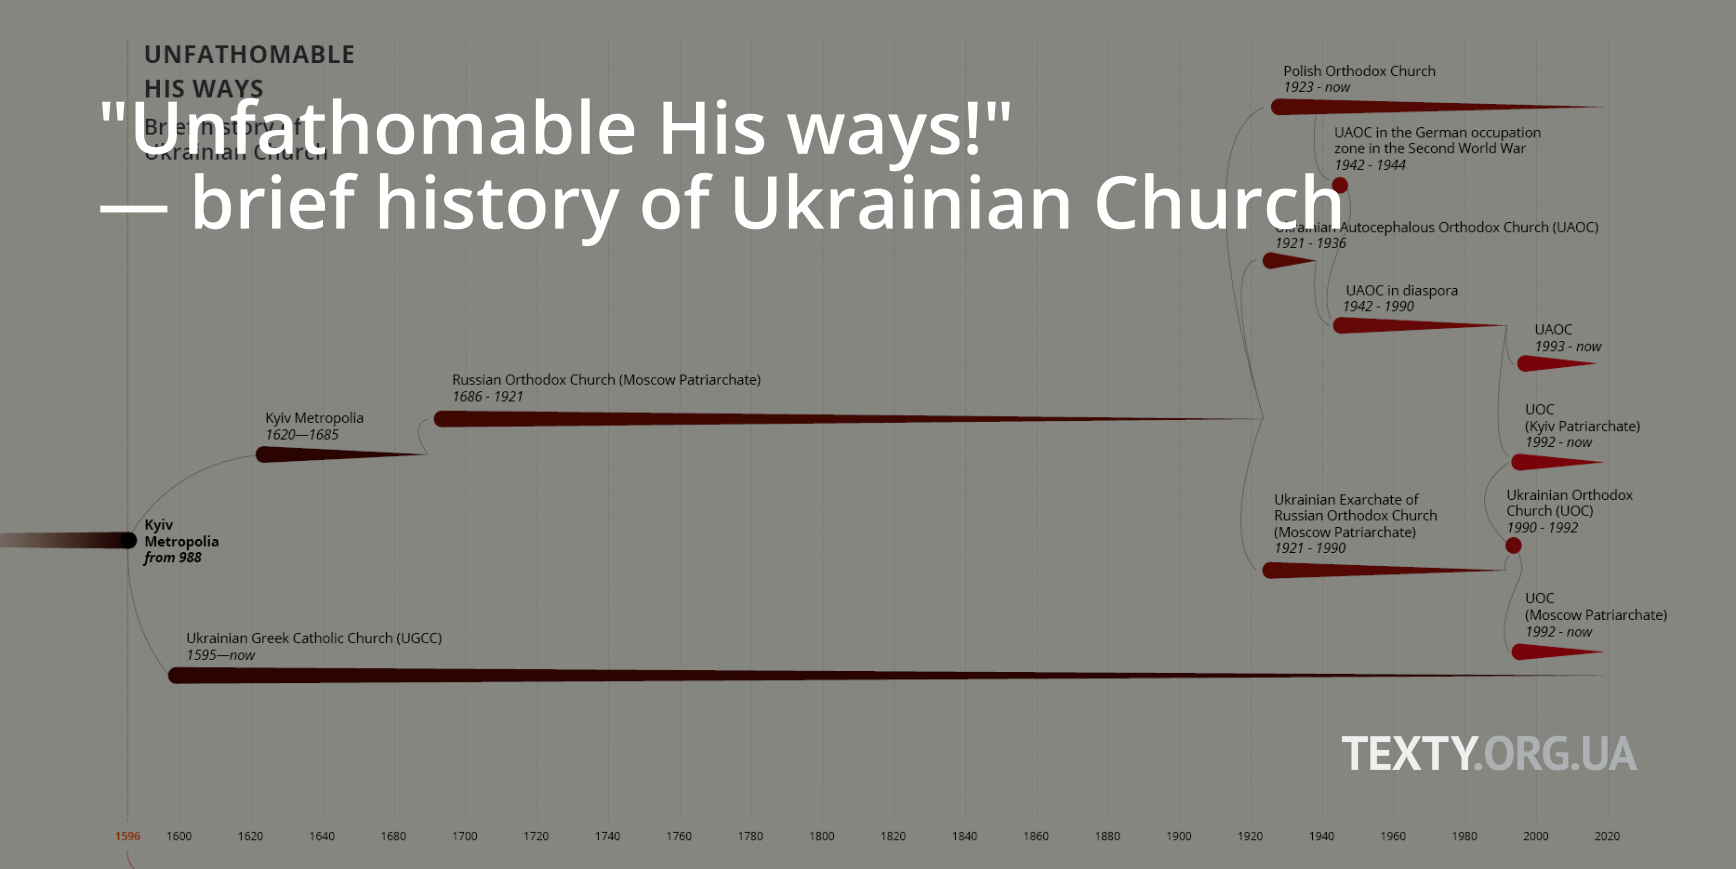 UNFATHOMABLE
HIS WAYS
Brief history of
Ukrainian Church
"Unfathomable His ways!"
— brief history of Ukrainian Church
Polish Orthodox Church
1923 - now
UAOC in the German occupation
zone in the Second World War
1942 - 1944
Ukrainian Autocephalous Orthodox Church (UAOC)
1921 - 1936
UAOC in diaspora
1942 - 1990
UAOC
1993 - now
Russian Orthodox Church (Moscow Patriarchate)
1686 - 1921
Kyiv Metropolia
1620—1685
UOC
(Kyiv Patriarchate)
1992 - now
Ukrainian Exarchate of
Russian Orthodox Church
(Moscow Patriarchate)
1921 - 1990
Ukrainian Orthodox
Church (UOC)
1990 - 1992
Kyiv
Metropolia
from 988
UOC
(Moscow Patriarchate)
1992 - now
Ukrainian Greek Catholic Church (UGCC)
1595—now
TEXTY.ORG.UA
1596 1600 1620 1640 1680 1700 1720 1740 1760 1780 1800 1820 1840 1860 1880 1900 1920 1940 1960 1980 2000 2020